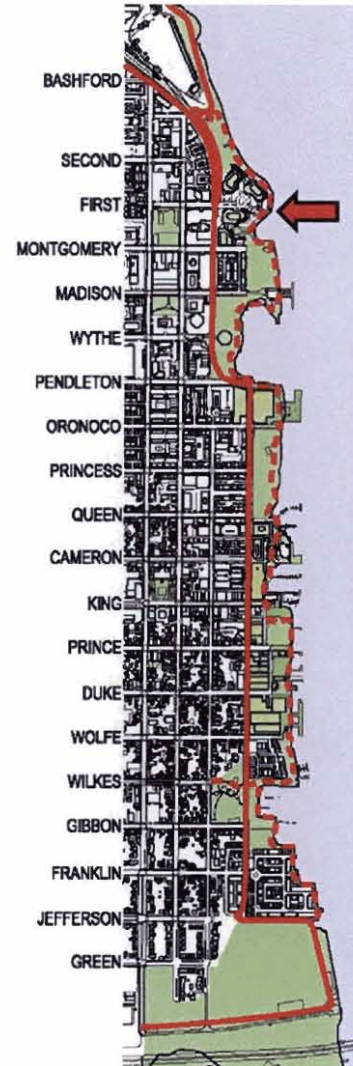 BASHFORD
SECOND
FIRST
MONTGOMERY
MADISON
WYTHE
PENDLETON
ORONOCO
PRINCESS
QUEEN
CAMERON
KING
PRINCE
DUKE
WOLFE
WILKES
GIBBON
FRANKLIN
JEFFERSON
GREEN